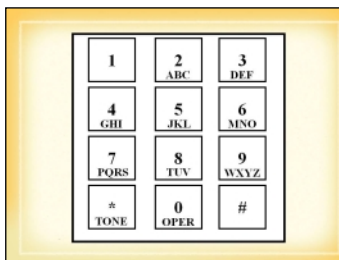 1 2 3
ABC DEF
4 5 6
GHI JKL MNO
7 8 9
PQRS TUV WXYZ
* 0 #
TONE OPER